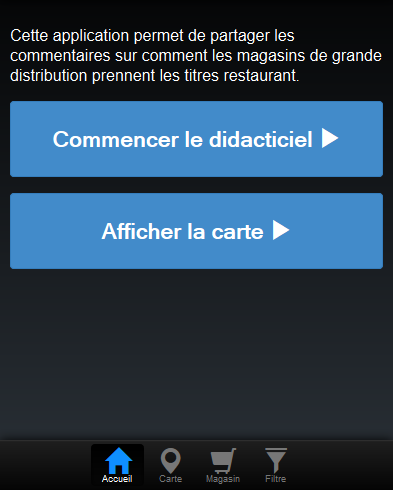 Cette application permet de partager les
commentaires sur comment les magasins de grande
distribution prennent les titres restaurant.
Commencer le didacticiel
Afficher la carte
Accueil
Carte
Magasin
Filtre